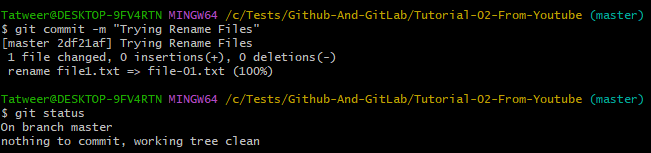 Tatweer@DESKTOP-9FV4RTN MINGW64 /c/Tests/Github-And-GitLab/Tutorial-02-From-Youtube (master)
$ git commit -m "Trying Rename Files"
[master 2df21af] Trying Rename Files
 1 file changed, 0 insertions(+), 0 deletions(-)
 rename file1.txt => file-01.txt (100%)

Tatweer@DESKTOP-9FV4RTN MINGW64 /c/Tests/Github-And-GitLab/Tutorial-02-From-Youtube (master)
$ git status
On branch master
nothing to commit, working tree clean